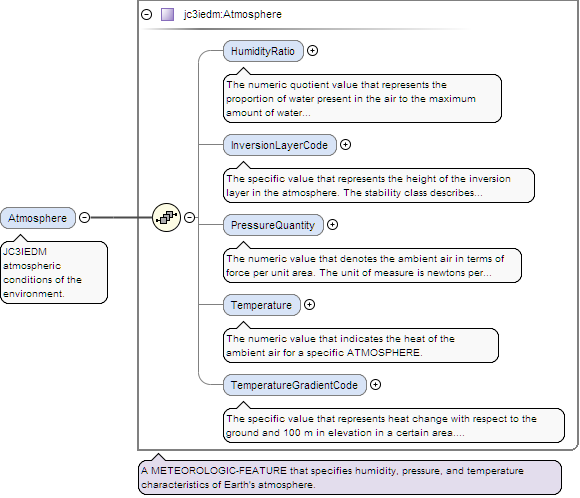 jc3iedm:Atmosphere
HumidityRatio
The numeric quotient value that represents the
proportion of water present in the air to the maximum
amount of water...
InversionLayerCode
The specific value that represents the height of the inversion
layer in the atmosphere. The stability class describes...
Atmosphere
JC3IEDM
atmospheric
conditions of the
environment.
PressureQuantity
The numeric value that denotes the ambient air in terms of
force per unit area. The unit of measure is newtons per...
Temperature
The numeric value that indicates the heat of the
ambient air for a specific ATMOSPHERE.
TemperatureGradientCode
The specific value that represents heat change with respect to the
ground and 100 m in elevation in a certain area....
A METEOROLOGIC-FEATURE that specifies humidity, pressure, and temperature
characteristics of Earth's atmosphere.